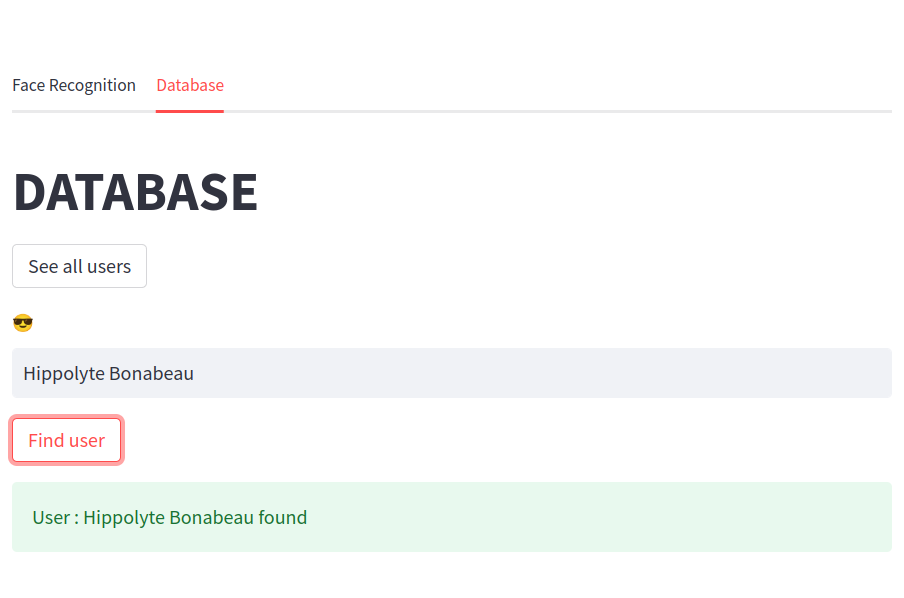 Face Recognition Database
DATABASE
See all users
😎
Hippolyte Bonabeau
Find user
User : Hippolyte Bonabeau found